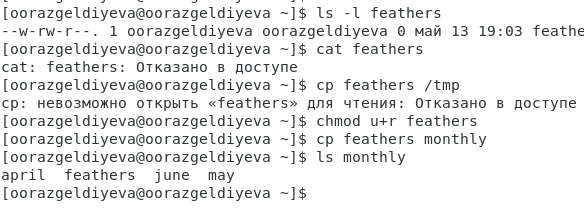 [oorazgeldiyeva@oorazgeldiyeva ~]$ ls -l feathers
--w-rw-r--. 1 oorazgeldiyeva oorazgeldiyeva 0 май 13 19:03 feathe
[oorazgeldiyeva@oorazgeldiyeva ~]$ cat feathers
cat: feathers: Отказано в доступе
[oorazgeldiyeva@oorazgeldiyeva ~]$ cp feathers /tmp
cp: невозможно открыть «feathers» для чтения: Отказано в доступе
[oorazgeldiyeva@oorazgeldiyeva ~]$ chmod u+r feathers
[oorazgeldiyeva@oorazgeldiyeva ~]$ cp feathers monthly
[oorazgeldiyeva@oorazgeldiyeva ~]$ ls monthly
april  feathers  june  may
[oorazgeldiyeva@oorazgeldiyeva ~]$